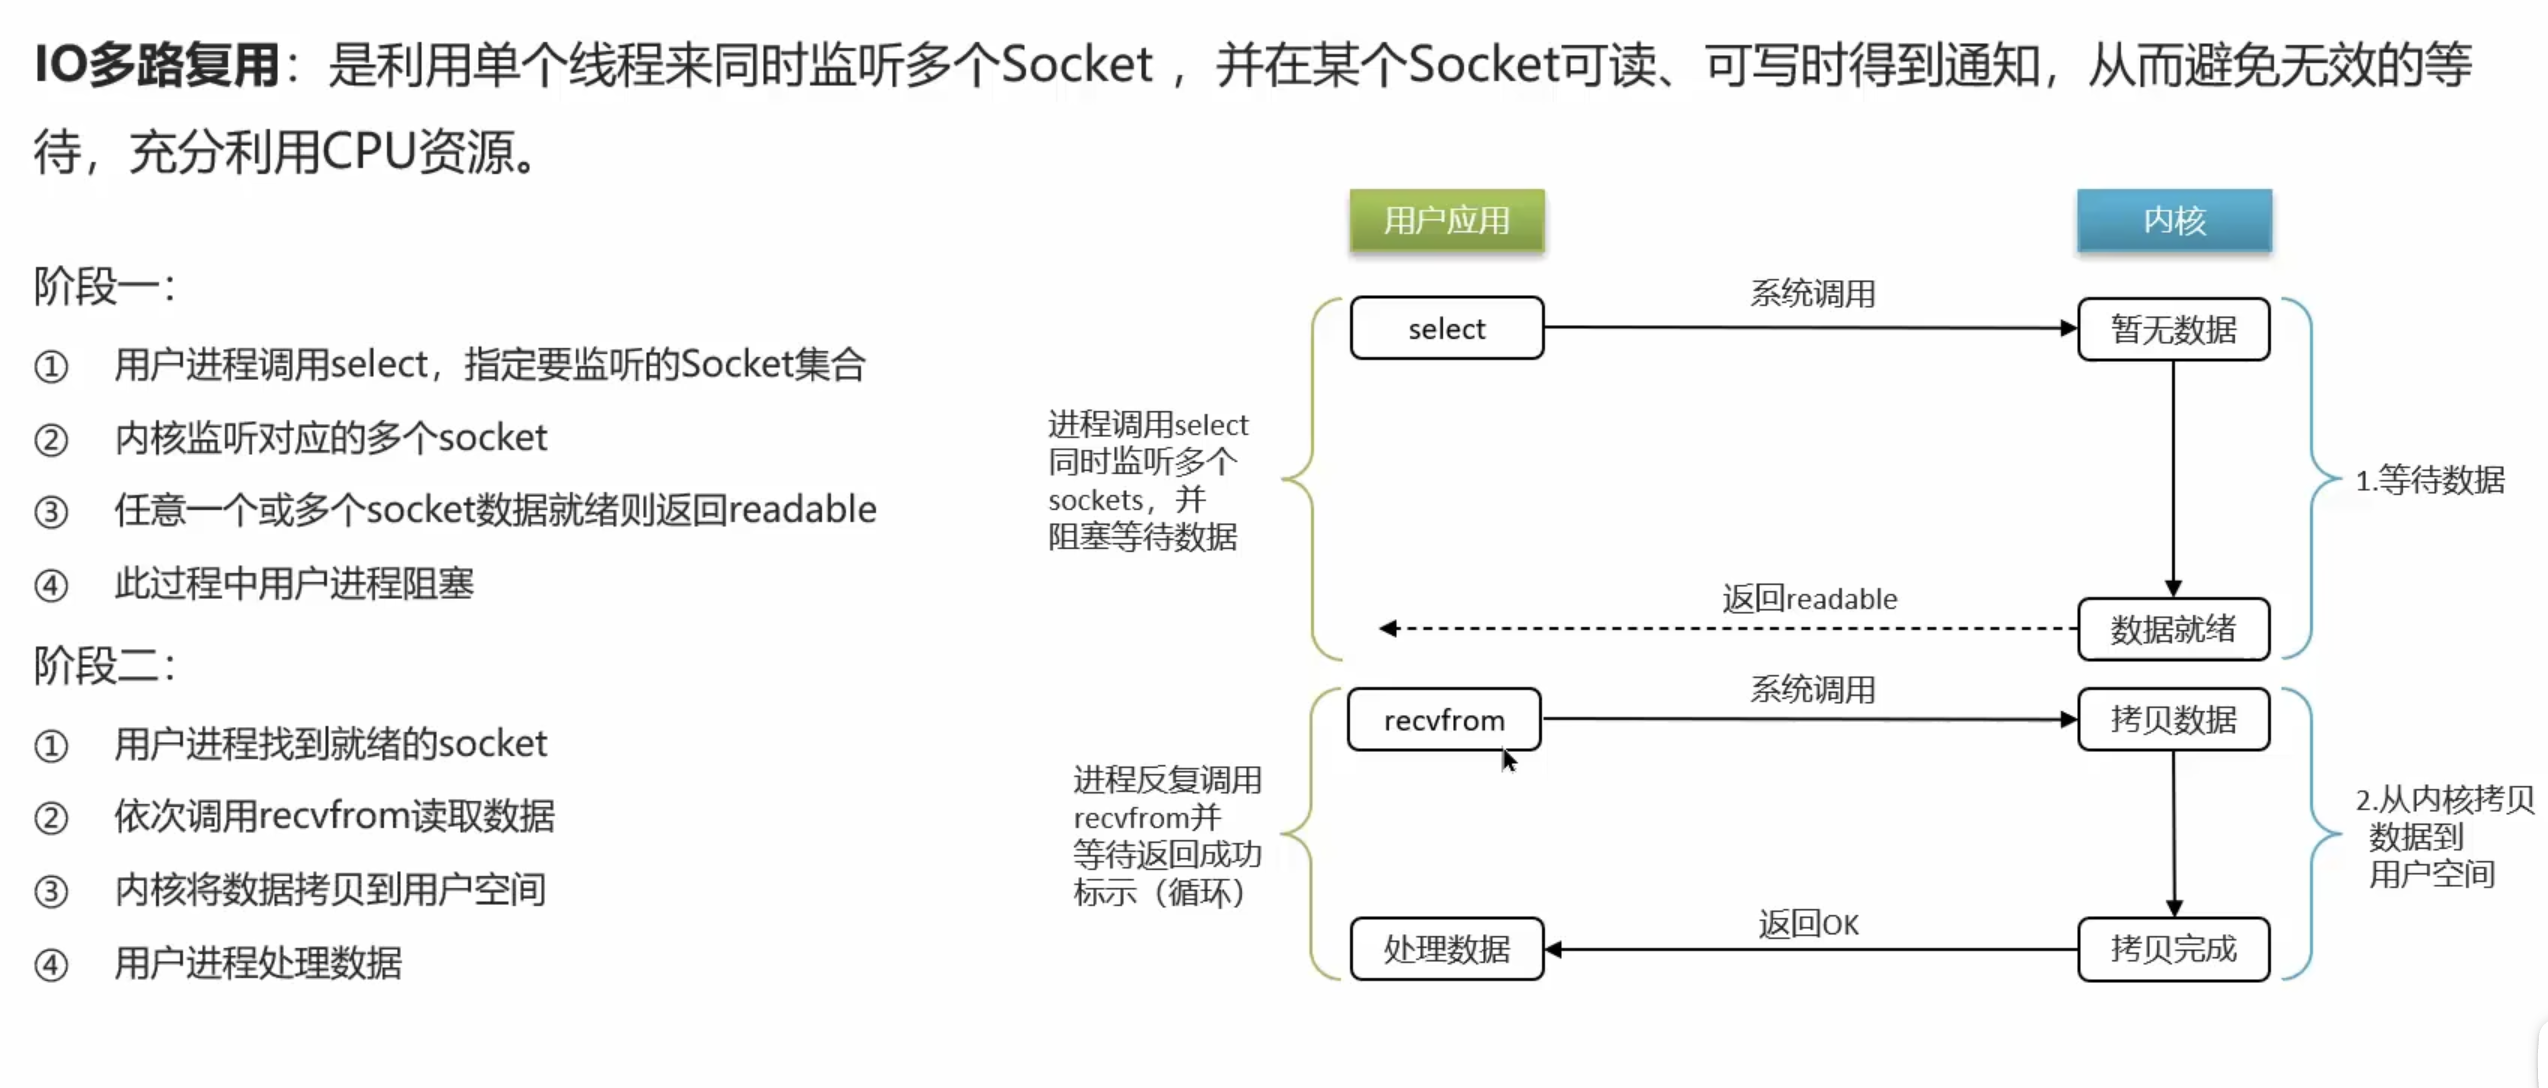 IO多路复用：是利用单个线程来同时监听多个Socket ，并在某个Socket可读、可写时得到通知，从而避免无效的等
待，充分利用CPU资源。
阶段一：
① 用户进程调用select，指定要监听的Socket集合
② 内核监听对应的多个socket
③ 任意一个或多个socket数据就绪则返回readable
④ 此过程中用户进程阻塞
阶段二：
① 用户进程找到就绪的socket
② 依次调用recvfrom读取数据
③ 内核将数据拷贝到用户空间
④ 用户进程处理数据
用户应用
内核
系统调用
select
暂无数据
进程调用select
同时监听多个
sockets，并
阻塞等待数据
1.等待数据
返回readable
数据就绪
系统调用
recvfrom
拷贝数据
进程反复调用
recvfrom并
等待返回成功
标示（循环）
2.从内核拷贝
数据到
用户空间
返回OK
处理数据
拷贝完成